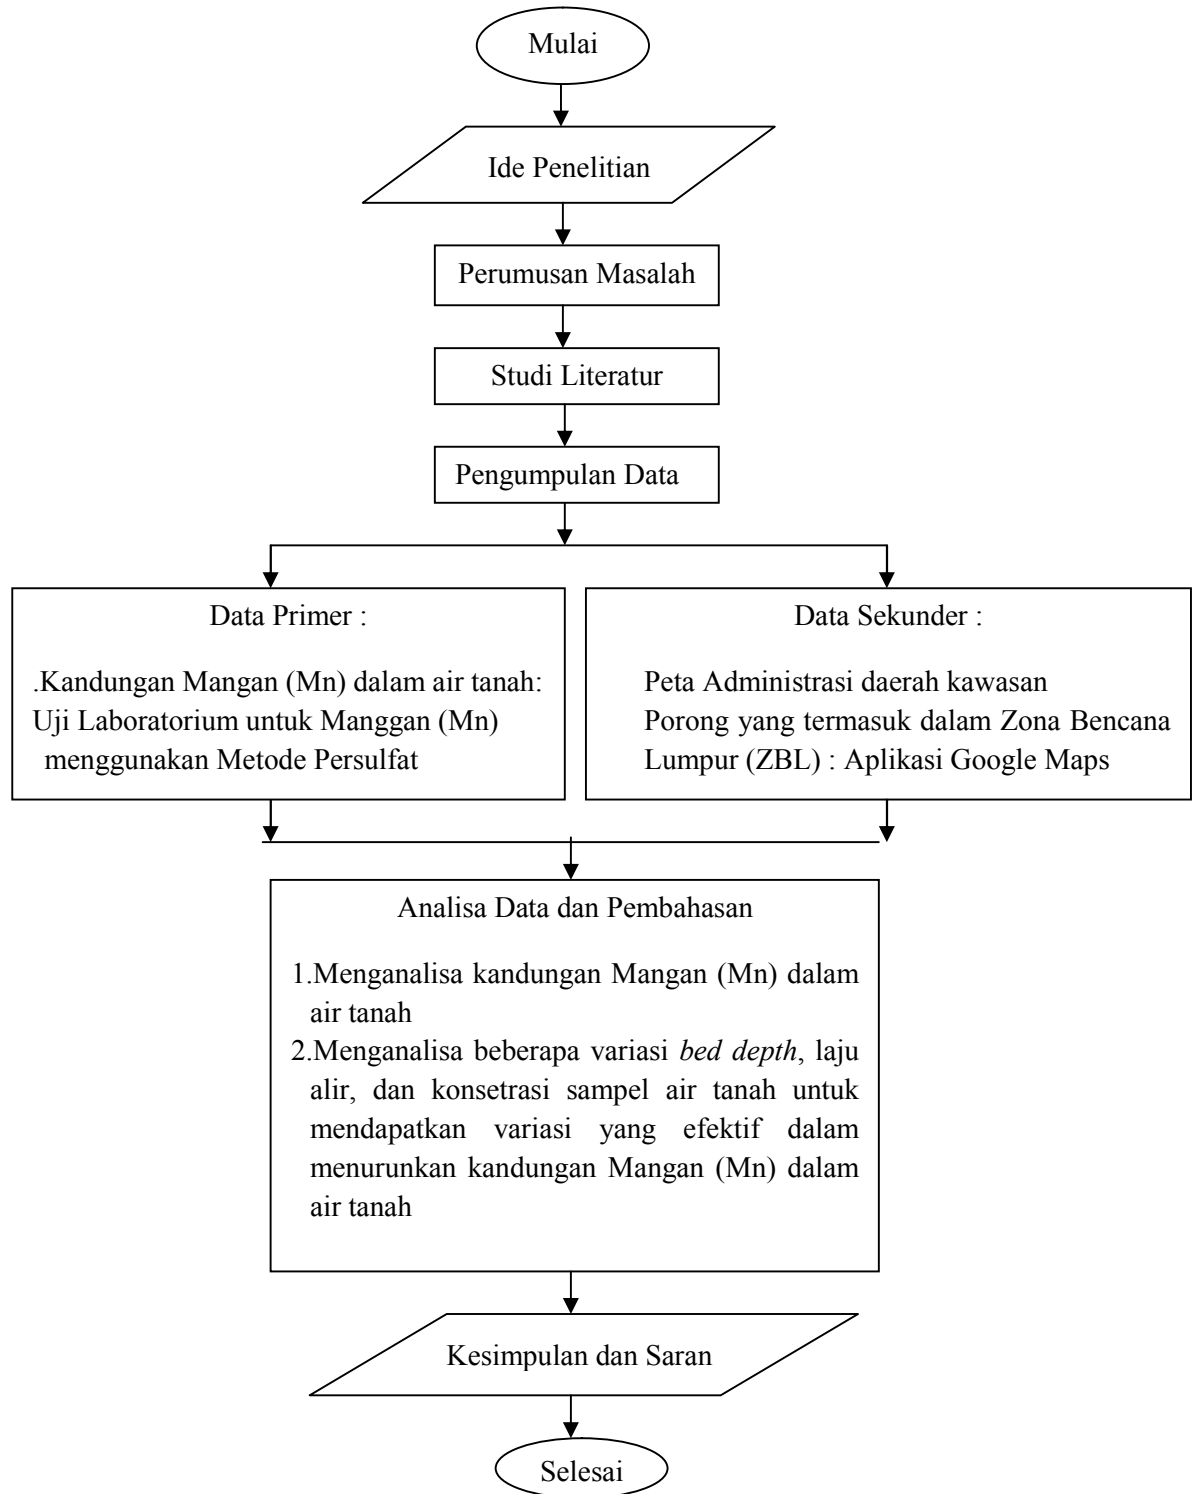 Mulai
Ide Penelitian
Perumusan Masalah
Studi Literatur
Pengumpulan Data
Data Primer :
.Kandungan Mangan (Mn) dalam air tanah:
Uji Laboratorium untuk Manggan (Mn)
menggunakan Metode Persulfat
Data Sekunder :
Peta Administrasi daerah kawasan
Porong yang termasuk dalam Zona Bencana
Lumpur (ZBL) : Aplikasi Google Maps
Analisa Data dan Pembahasan
1.Menganalisa kandungan Mangan (Mn) dalam
air tanah
2.Menganalisa beberapa variasi bed depth, laju
alir, dan konsetrasi sampel air tanah untuk
mendapatkan variasi yang efektif dalam
menurunkan kandungan Mangan (Mn) dalam
air tanah
Kesimpulan dan Saran
Selesai